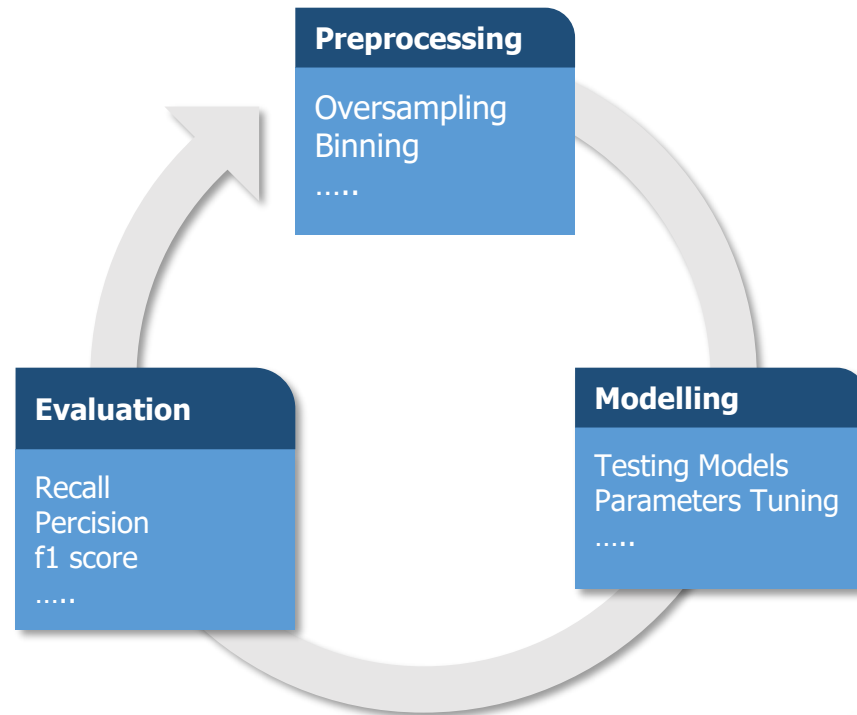 Preprocessing
Oversampling
Binning
…..
Modelling
Testing Models
Parameters Tuning
…..
Evaluation
Recall
Percision
f1 score
…..